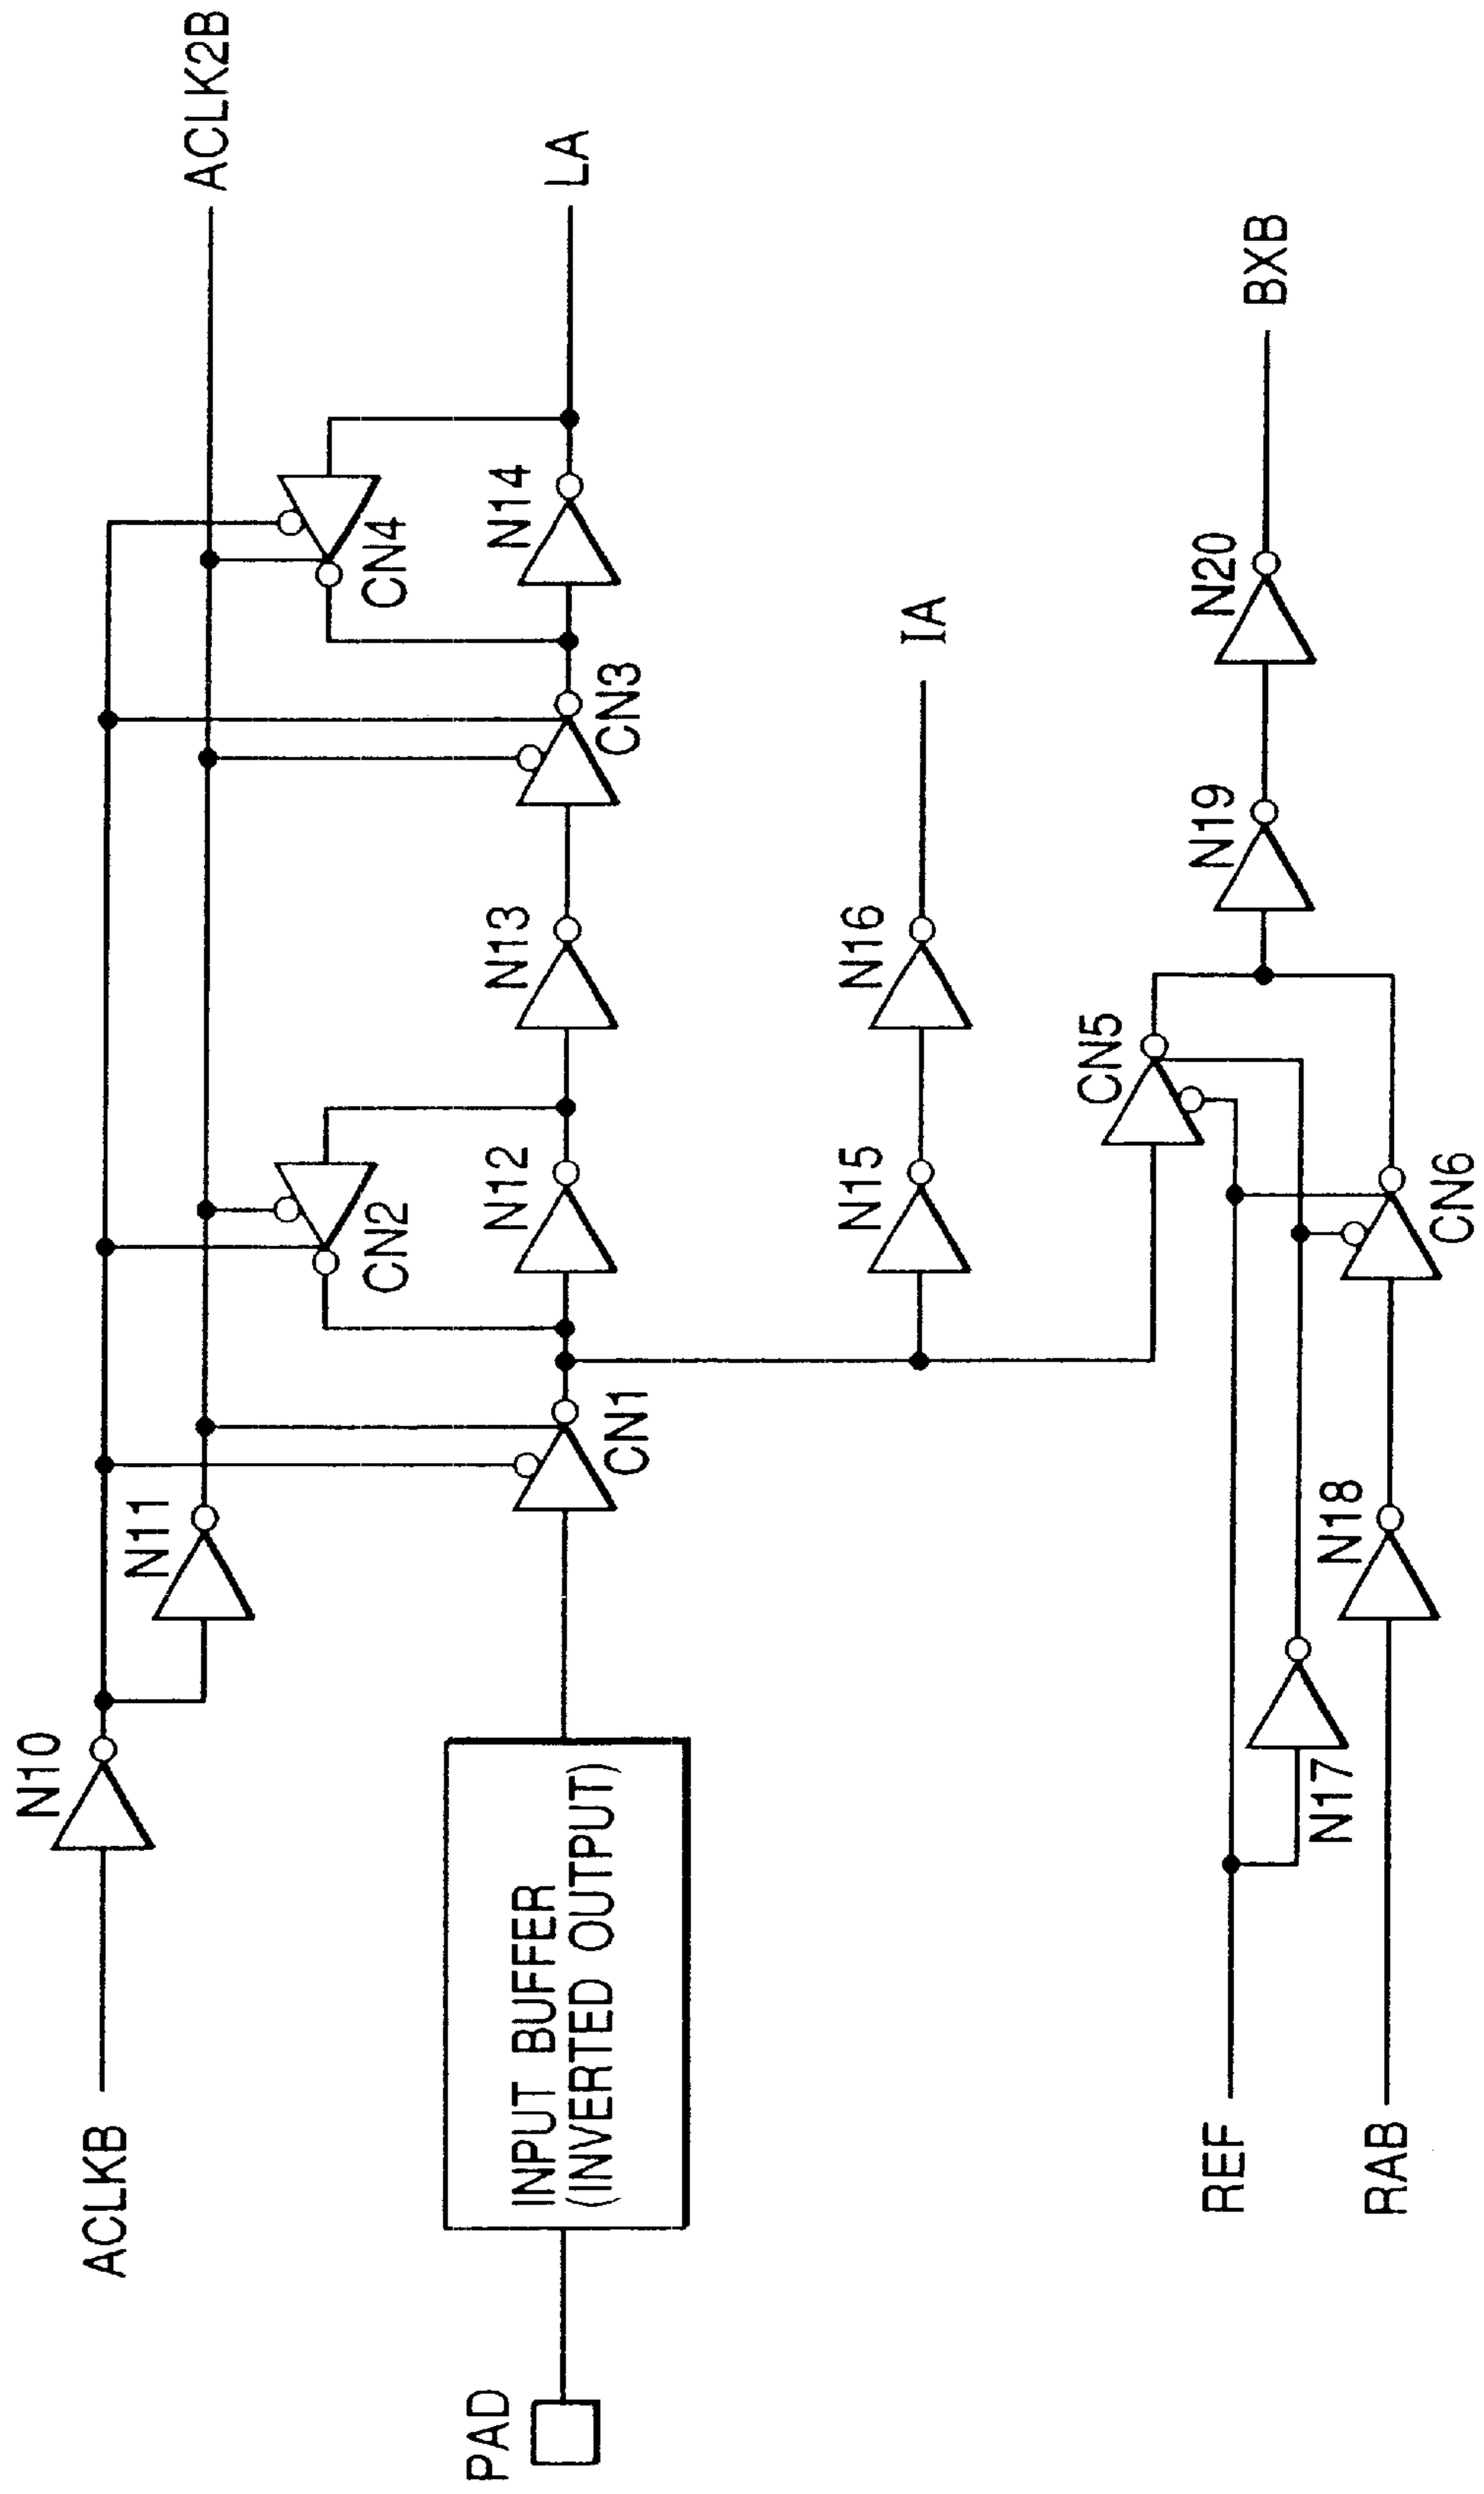 ACLKB
N10
N11
ACLK2B
PAD
INPUT BUFFER
(INVERTED OUTPUT)
CN1
CN2
N12
N13
CN3
CN4
N14
LA
N15
N16
IA
REF
RAB
N17
N18
CN5
CN6
N19
N20
BXB